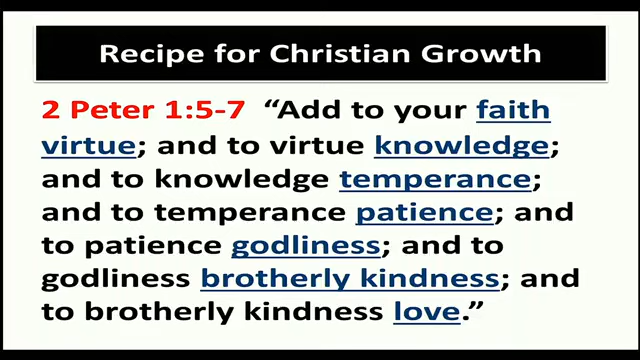 Recipe for Christian Growth
2 Peter 1:5-7 “Add to your faith
virtue; and to virtue knowledge;
and to knowledge temperance;
and to temperance patience; and
to patience godliness; and to
godliness brotherly kindness; and
to brotherly kindness love.”